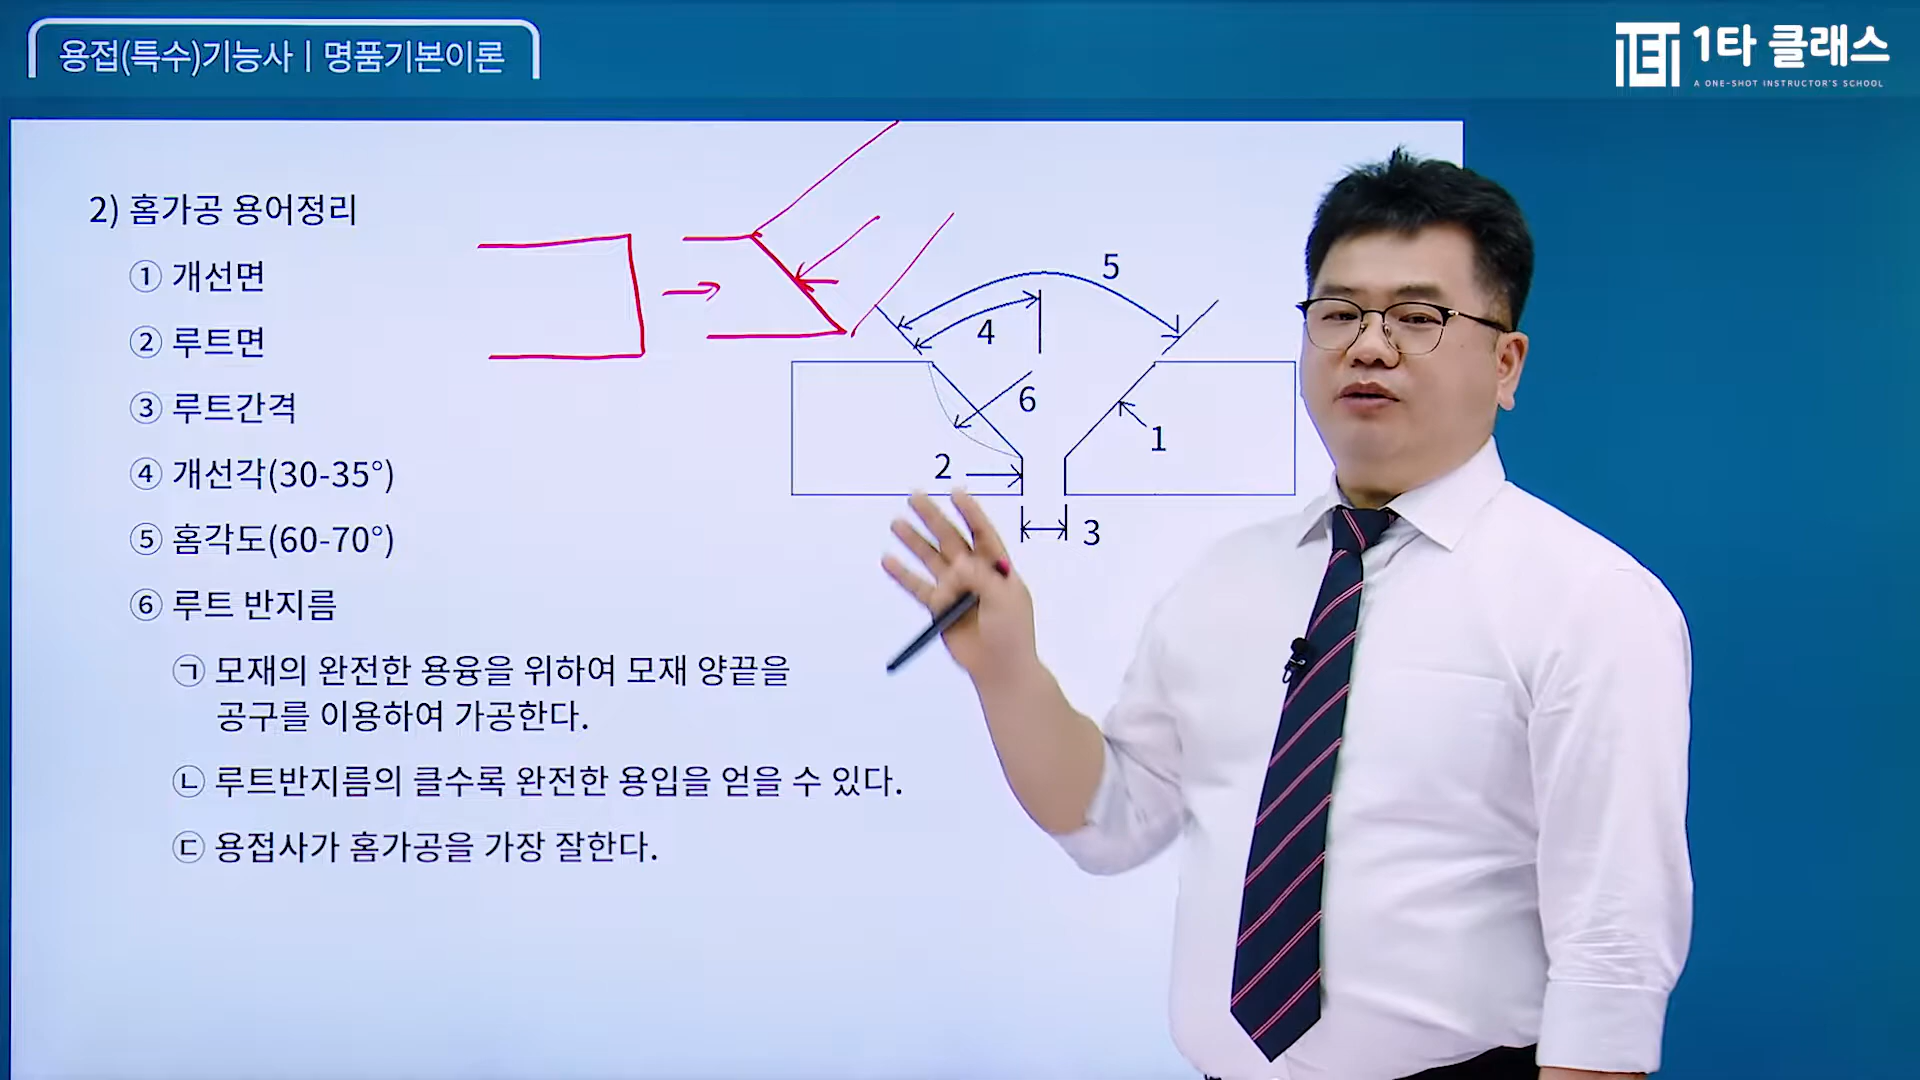 용접(특수)기능사 | 명품기본이론
1타 클래스
A ONE-SHOT INSTRUCTOR'S SCHOOL
2) 홈가공 용어정리
① 개선면
② 루트면
③ 루트간격
④ 개선각(30-35°)
⑤ 홈각도(60-70°)
⑥ 루트 반지름
㉠ 모재의 완전한 용융을 위하여 모재 양끝을
공구를 이용하여 가공한다.
㉡ 루트반지름의 클수록 완전한 용입을 얻을 수 있다.
㉢ 용접사가 홈가공을 가장 잘한다.
5
4
6
1
2
3